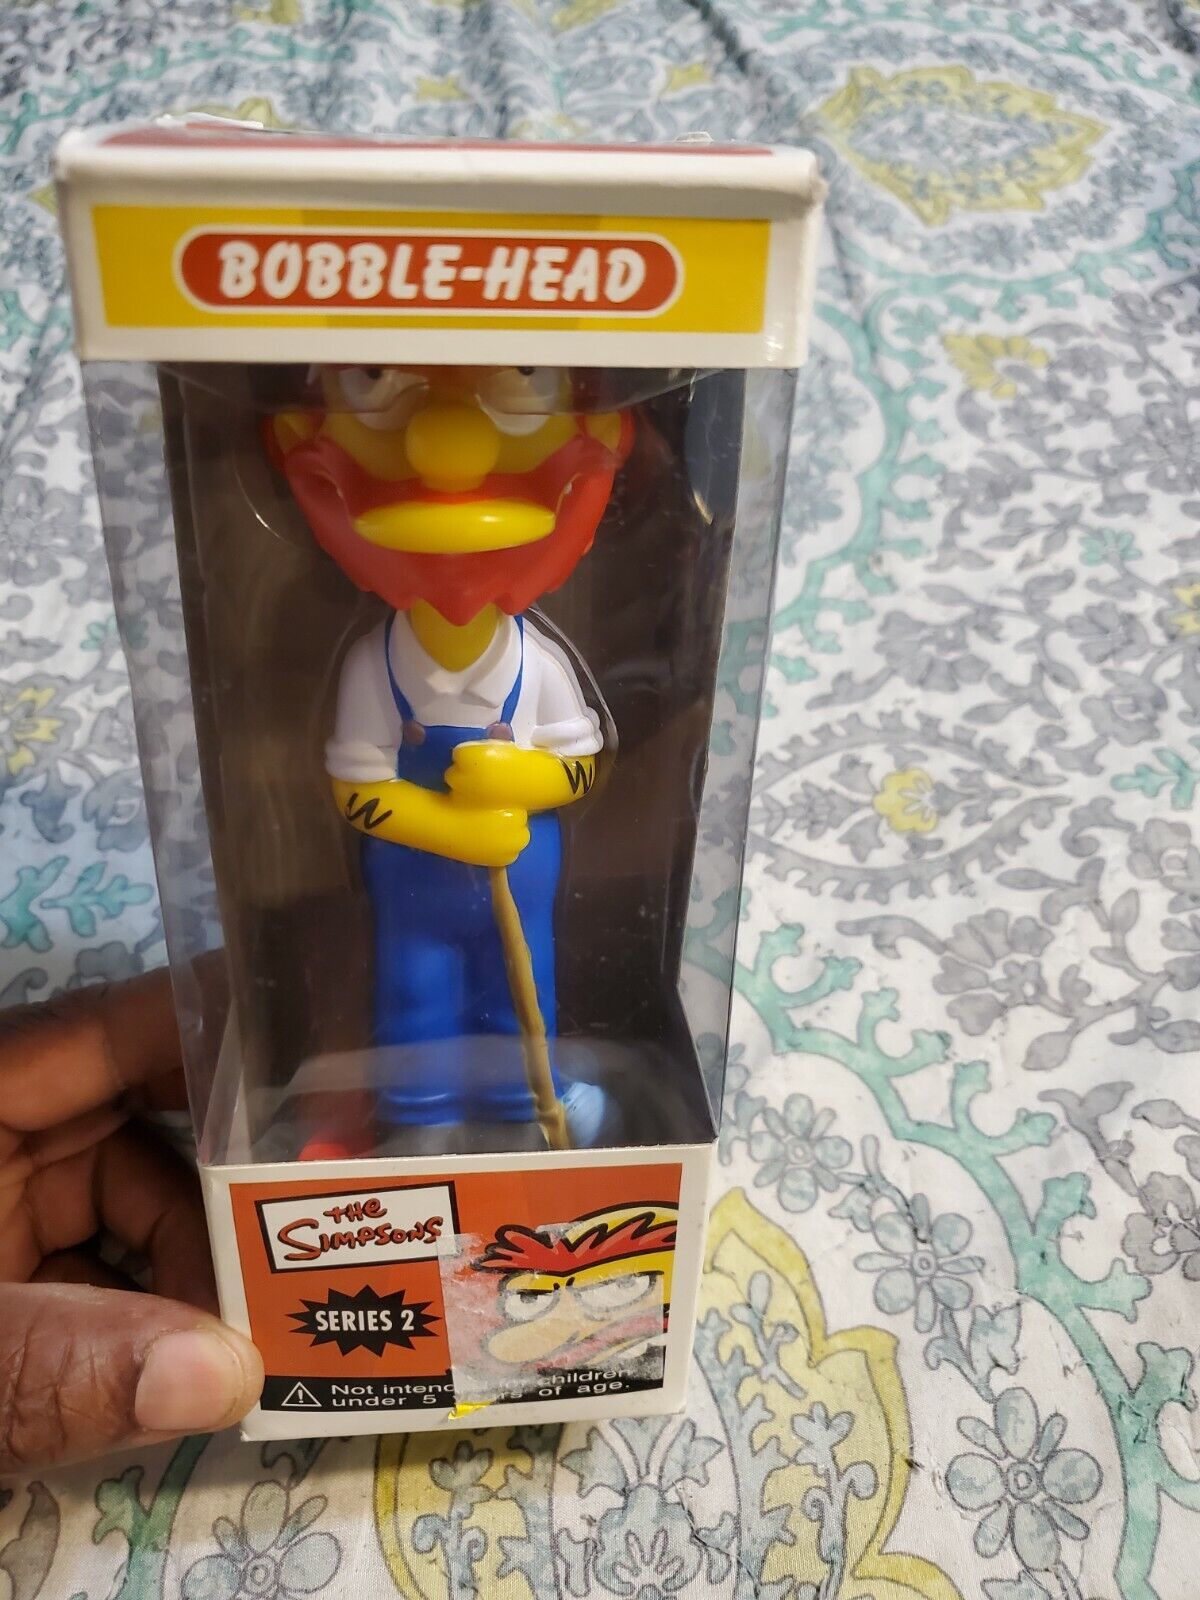 BOBBLE-HEAD
THE
SIMPSONS
SERIES 2
Not intend children
under 5 of age.